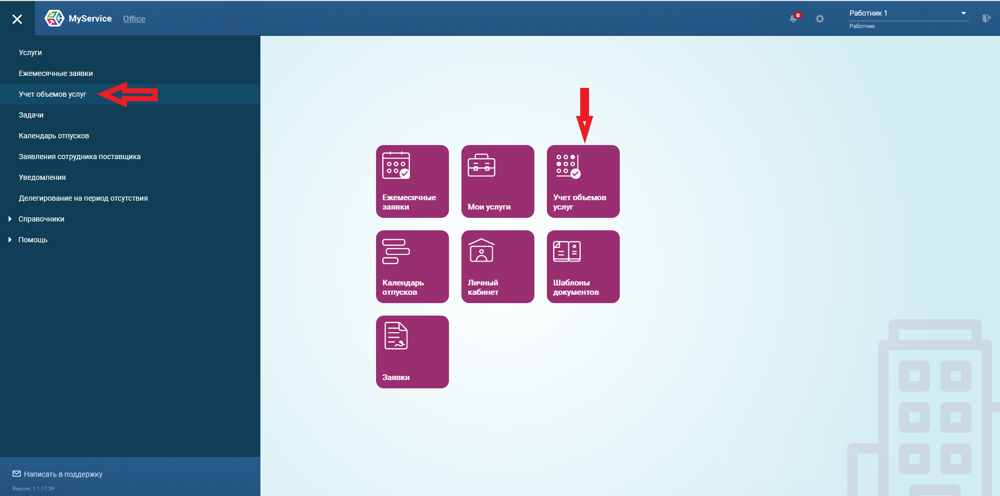 MyService Office
0
Работник 1
Работник
Услуги
Ежемесячные заявки
Учет объемов услуг
Задачи
Календарь отпусков
Заявления сотрудника поставщика
Уведомления
Делегирование на период отсутствия
Справочники
Помощь
Написать в поддержку
Версия: 1.1.17.39
Ежемесячные
заявки
Мои услуги
Учет объемов
услуг
Календарь
отпусков
Личный
кабинет
Шаблоны
документов
Заявки